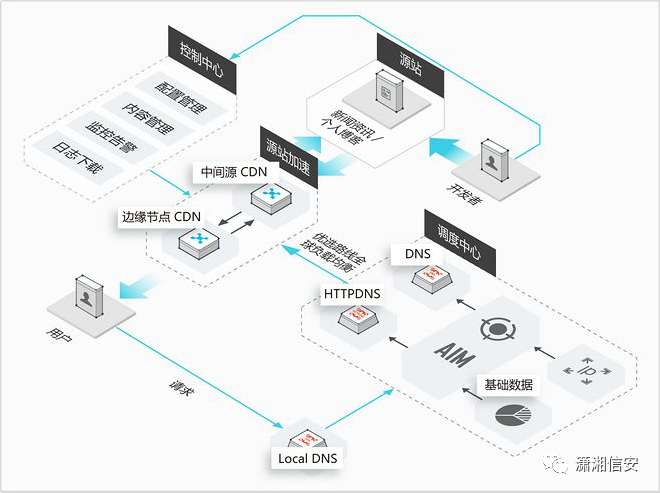 控制中心
配置管理
内容管理
监控告警
日志下载
源站
新闻资讯 /
个人博客
开发者
源站加速
中间源 CDN
边缘节点 CDN
优选路线全
球负载均衡
调度中心
DNS
HTTPDNS
AIM
ip
基础数据
用户
请求
Local DNS
潇湘信安